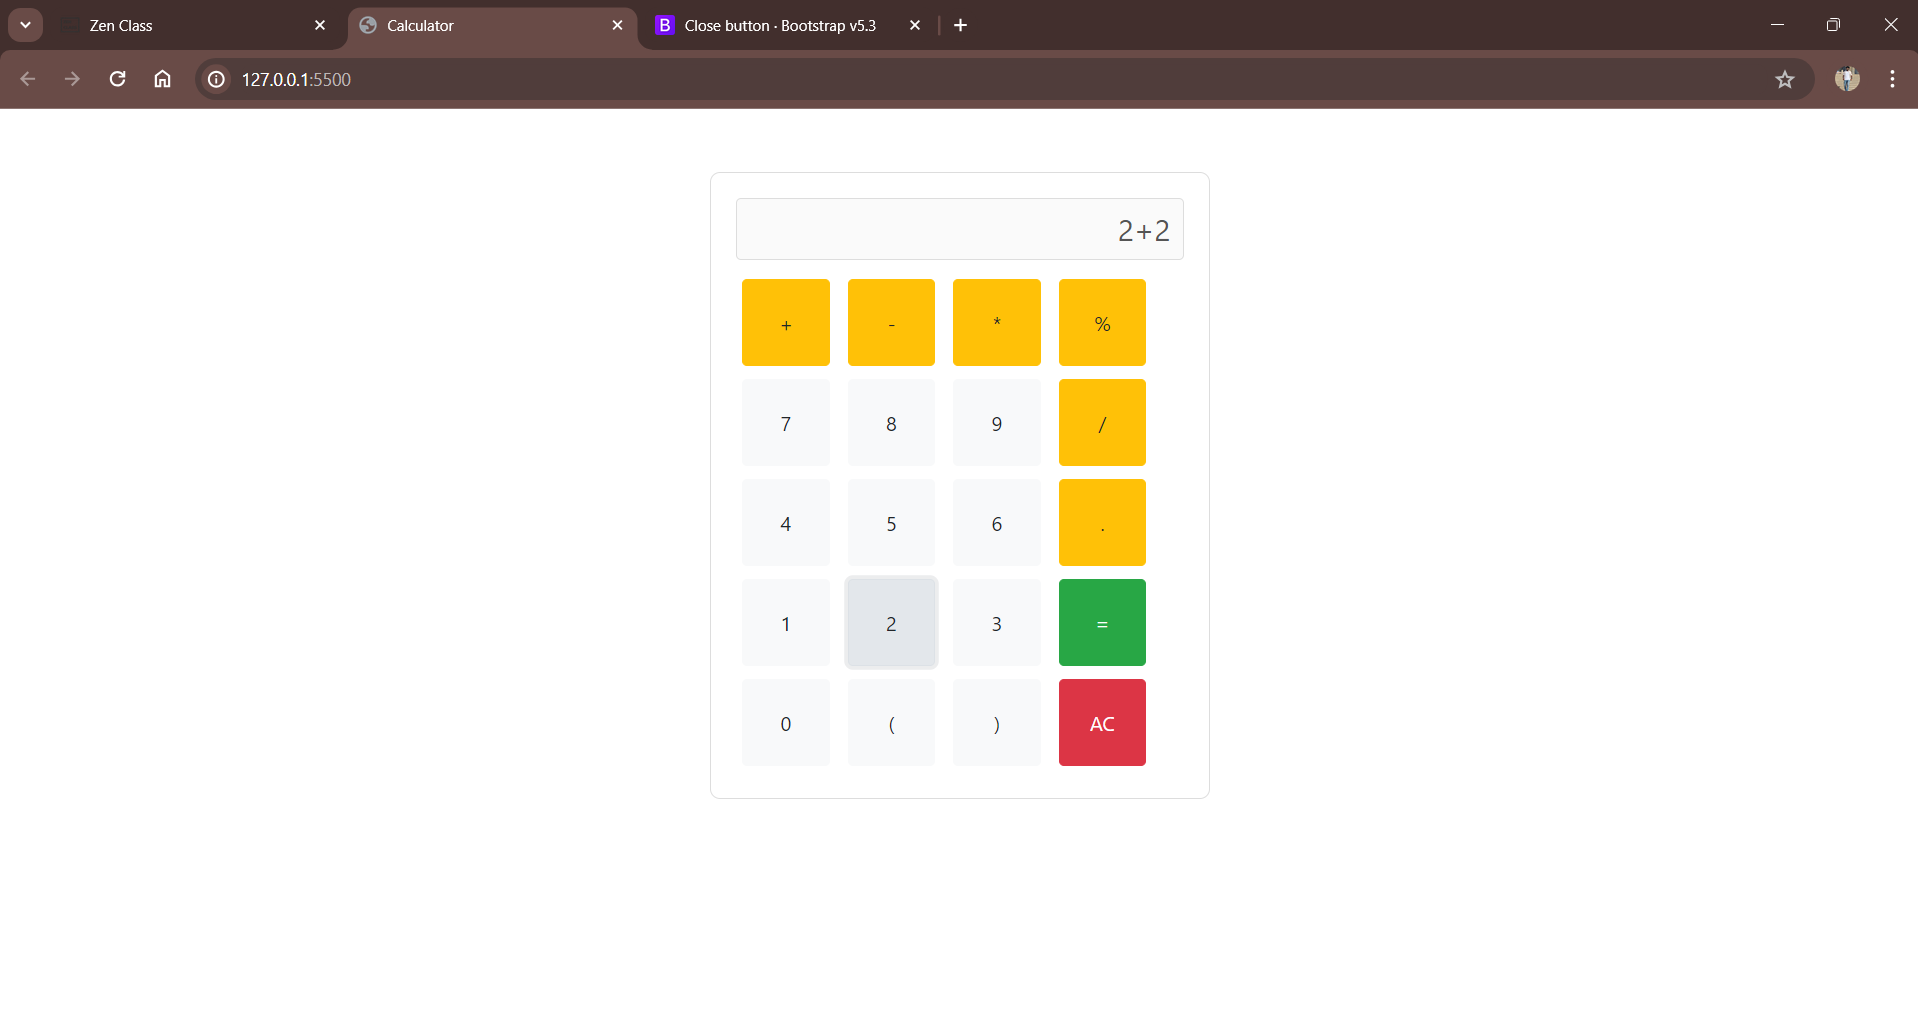 Zen Class
Calculator
B Close button · Bootstrap v5.3
127.0.0.1:5500
2+2
+ - * %
7 8 9 /
4 5 6 .
1 2 3 =
0 ( ) AC